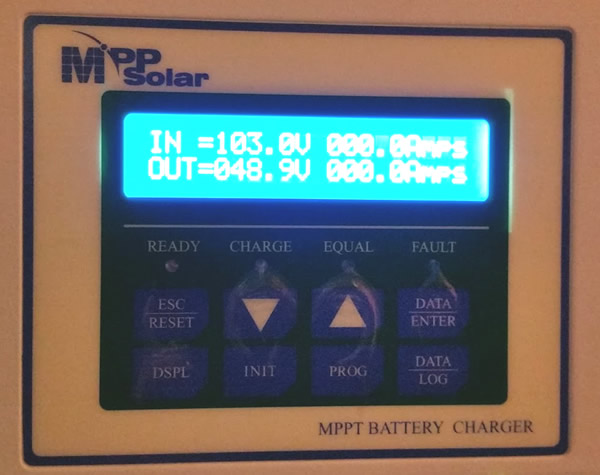 MPP
Solar
IN =103.0V 000.0Amps
OUT=048.9V 000.0Amps
READY CHARGE EQUAL FAULT
ESC
RESET
DATA
ENTER
DSPL INIT PROG
DATA
LOG
MPPT BATTERY CHARGER